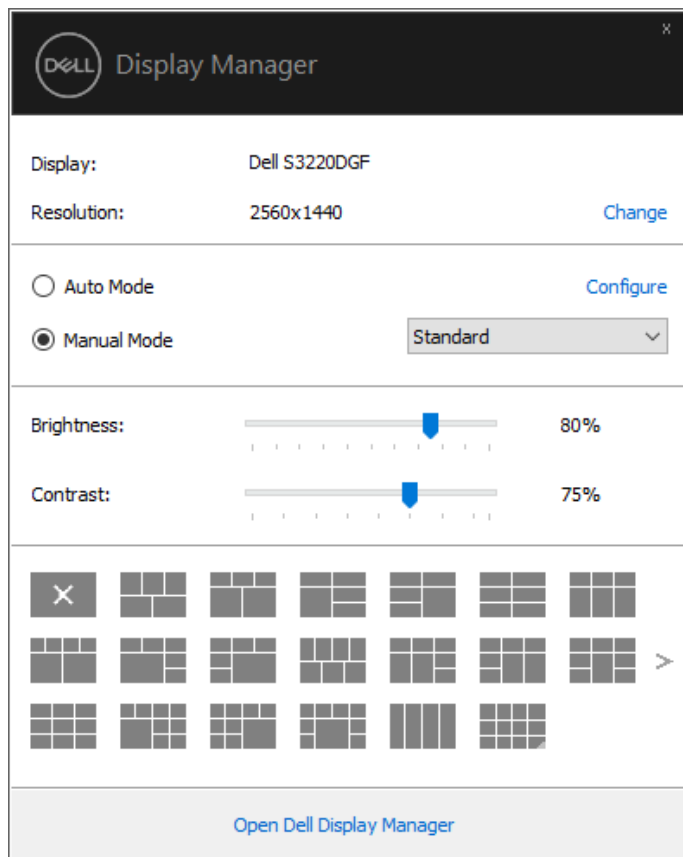 x
DELL Display Manager
Display: Dell S3220DGF
Resolution: 2560x1440 Change
Auto Mode Configure
Manual Mode Standard
Brightness: 80%
Contrast: 75%
Open Dell Display Manager